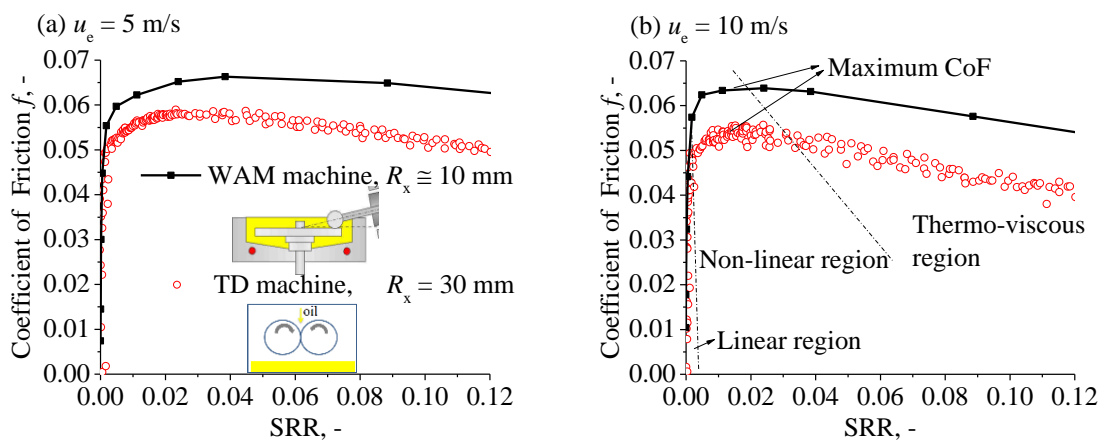 (a) uₑ = 5 m/s
Coefficient of Friction f, -
0.07
0.06
0.05
0.04
0.03
0.02
0.01
0.00
WAM machine, Rₓ ≅ 10 mm
TD machine, Rₓ = 30 mm
oil
0.00 0.02 0.04 0.06 0.08 0.10 0.12
SRR, -
(b) uₑ = 10 m/s
Coefficient of Friction f, -
0.07
0.06
0.05
0.04
0.03
0.02
0.01
0.00
Maximum CoF
Thermo-viscous
Non-linear region
region
Linear region
0.00 0.02 0.04 0.06 0.08 0.10 0.12
SRR, -